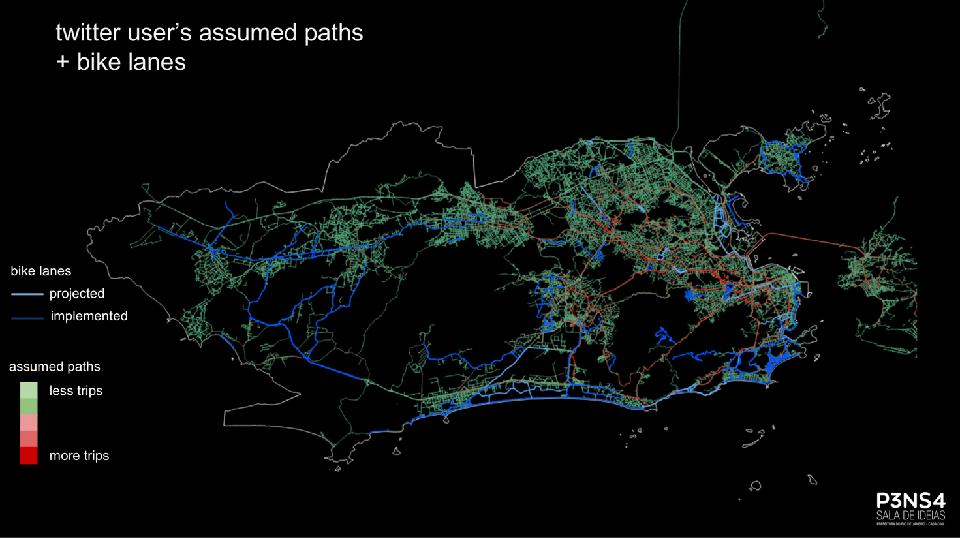 twitter user's assumed paths
+ bike lanes
bike lanes
projected
implemented
assumed paths
less trips
more trips
P3NS4
SALA DE IDEIAS